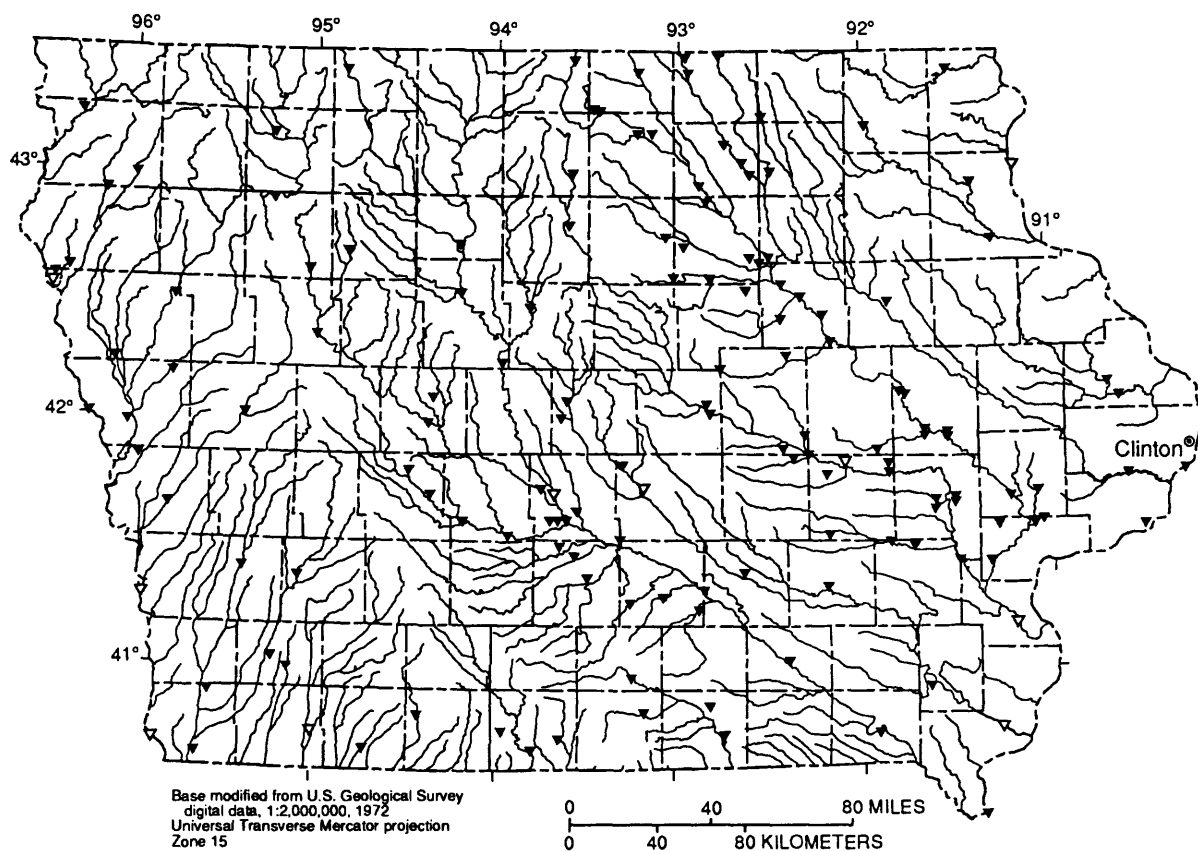 96°
95°
94°
93°
92°
43°
91°
42°
Clinton
41°
Base modified from U.S. Geological Survey
digital data, 1:2,000,000, 1972
Universal Transverse Mercator projection
Zone 15
0 40 80 MILES
0 40 80 KILOMETERS